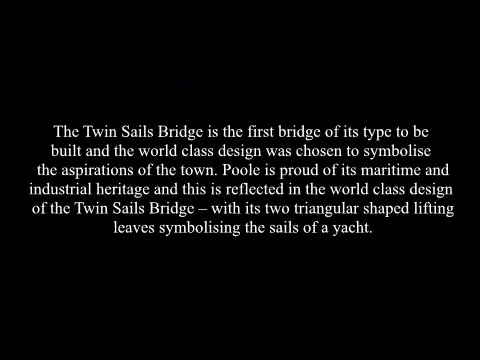 The Twin Sails Bridge is the first bridge of its type to be
built and the world class design was chosen to symbolise
the aspirations of the town. Poole is proud of its maritime and
industrial heritage and this is reflected in the world class design
of the Twin Sails Bridge – with its two triangular shaped lifting
leaves symbolising the sails of a yacht.